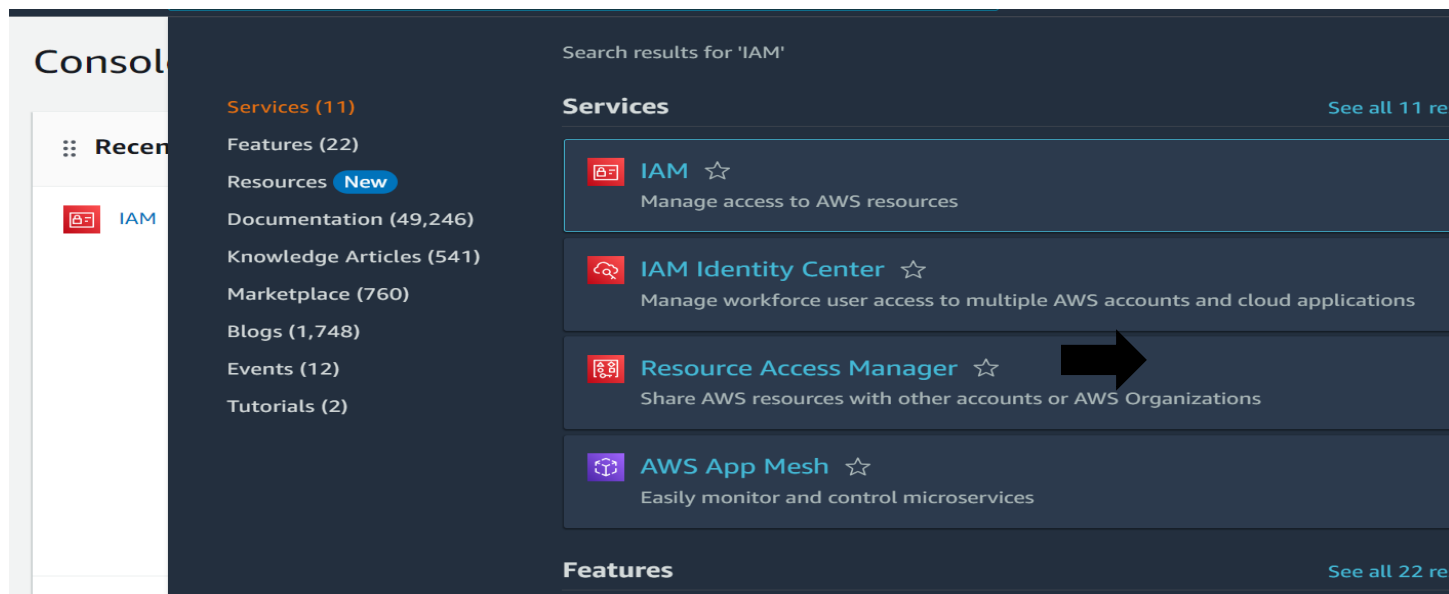 Consol
Recen
IAM
Services (11)
Features (22)
Resources New
Documentation (49,246)
Knowledge Articles (541)
Marketplace (760)
Blogs (1,748)
Events (12)
Tutorials (2)
Search results for 'IAM'
Services
See all 11 re
IAM
Manage access to AWS resources
IAM Identity Center
Manage workforce user access to multiple AWS accounts and cloud applications
Resource Access Manager
Share AWS resources with other accounts or AWS Organizations
AWS App Mesh
Easily monitor and control microservices
Features
See all 22 re